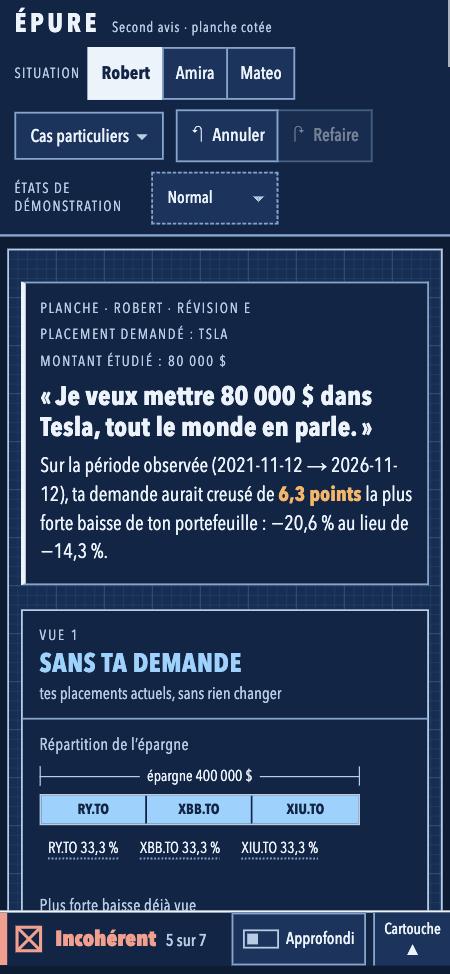 ÉPURE Second avis · planche cotée
SITUATION Robert Amira Mateo
Cas particuliers Annuler Refaire
ÉTATS DE
DÉMONSTRATION
Normal
PLANCHE · ROBERT · RÉVISION E
PLACEMENT DEMANDÉ : TSLA
MONTANT ÉTUDIÉ : 80 000 $
« Je veux mettre 80 000 $ dans
Tesla, tout le monde en parle. »
Sur la période observée (2021-11-12 → 2026-11-
12), ta demande aurait creusé de 6,3 points la plus
forte baisse de ton portefeuille : −20,6 % au lieu de
−14,3 %.
VUE 1
SANS TA DEMANDE
tes placements actuels, sans rien changer
Répartition de l’épargne
épargne 400 000 $
RY.TO XBB.TO XIU.TO
RY.TO 33,3 % XBB.TO 33,3 % XIU.TO 33,3 %
Plus forte baisse déjà vue
Incohérent 5 sur 7 Approfondi Cartouche ▲